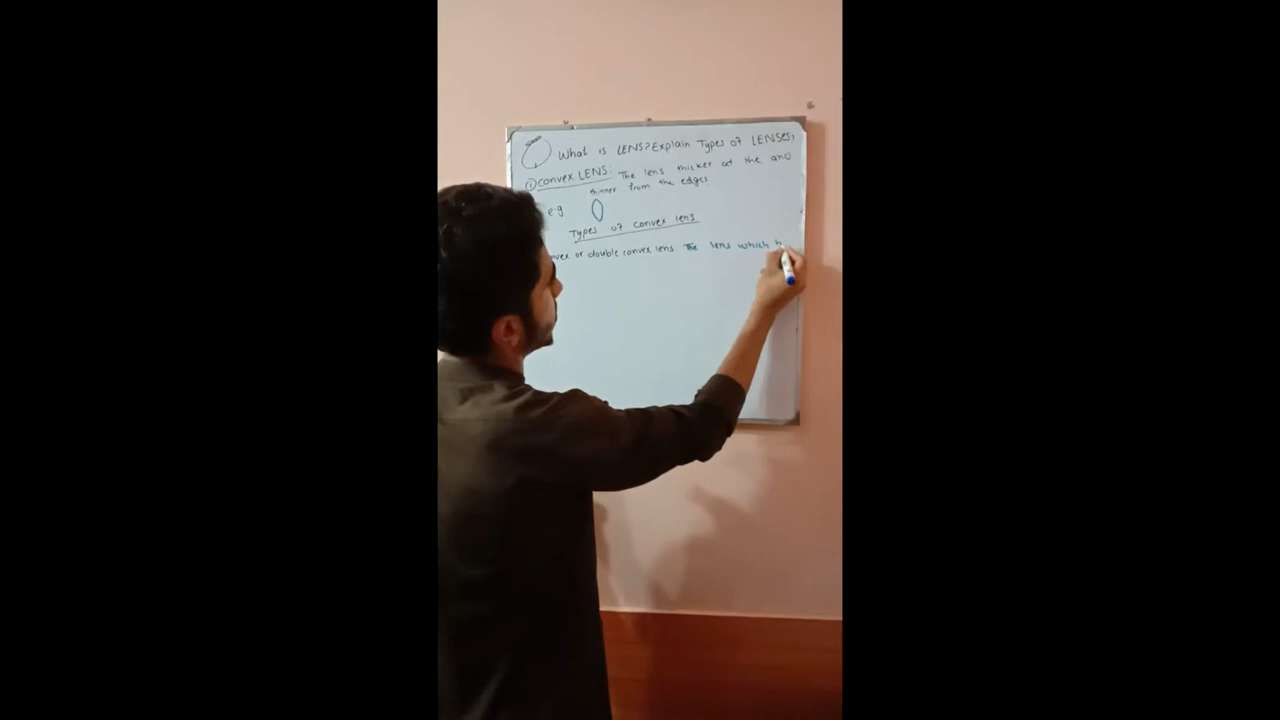 What is LENS? Explain Types of LENSES,
① convex LENS: The lens thicker at the and
thinner from the edges
e.g
Types of convex lens
or double convex lens The lens which